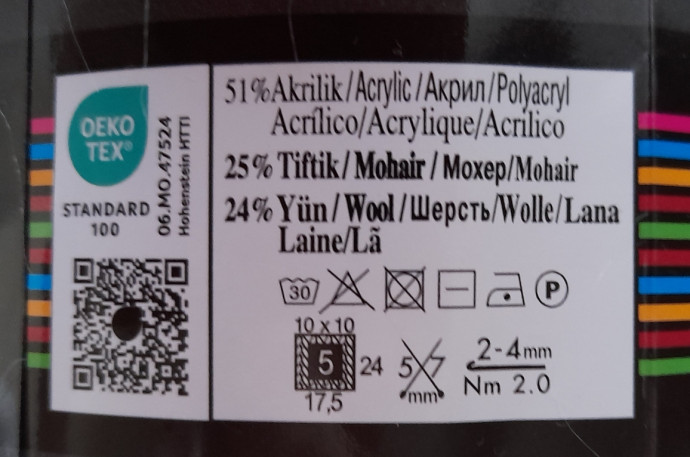 OEKO
TEX®
STANDARD
100
06.MO.47524
Hohenstein HTTI
51% Akrilik/Acrylic/Акрил/Polyacryl
Acrílico/Acrylique/Acrilico
25% Tiftik/Mohair/Мохер/Mohair
24% Yün/Wool/Шерсть/Wolle/Lana
Laine/Lã
30
P
10 x 10
5
24
17,5
5
7
mm
2-4mm
Nm 2.0